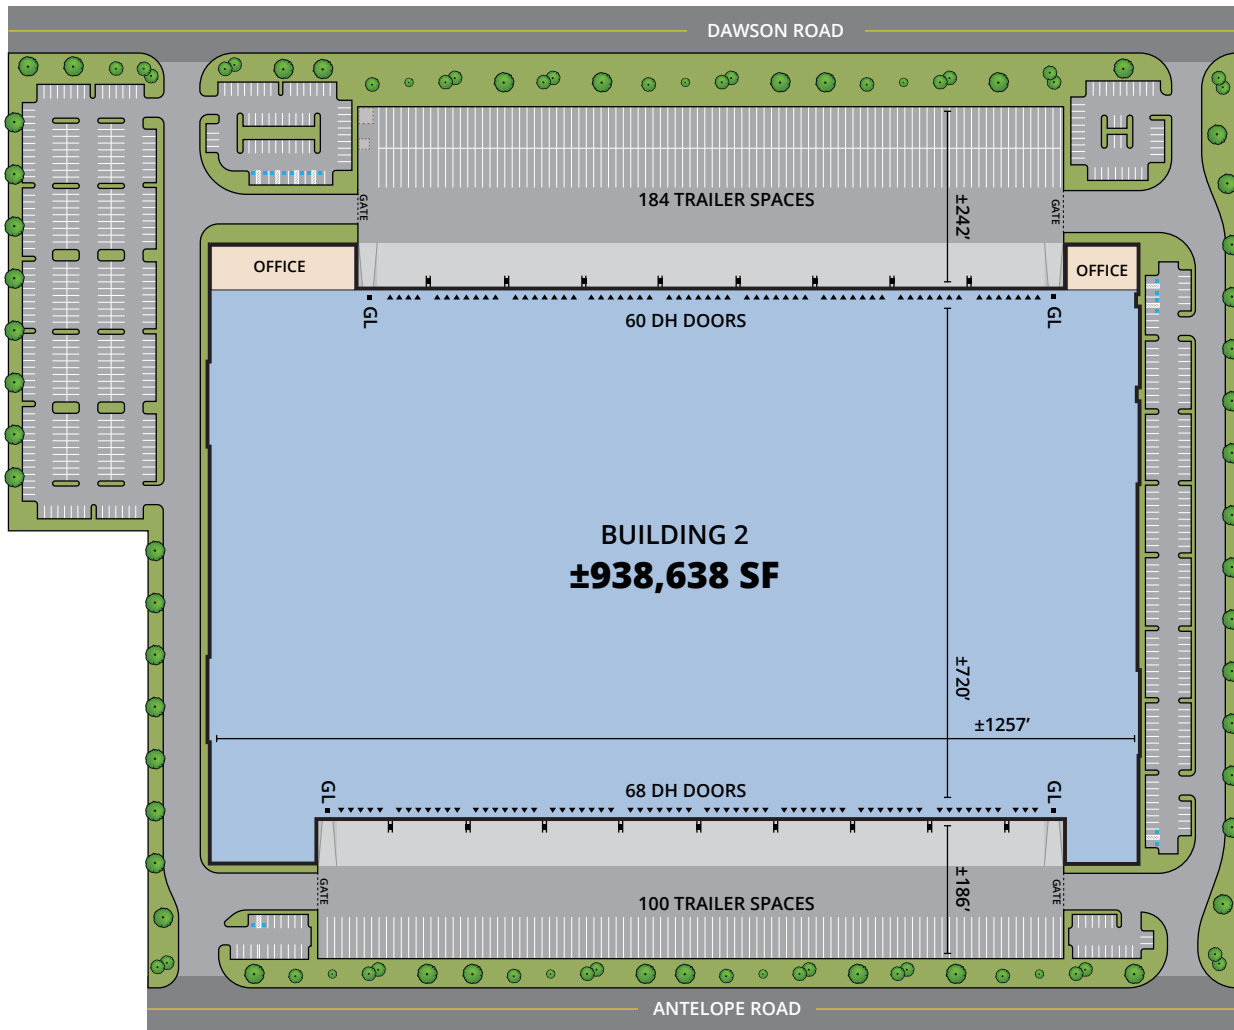 DAWSON ROAD
184 TRAILER SPACES
GATE
±242’
GATE
OFFICE
OFFICE
GL
60 DH DOORS
GL
BUILDING 2
±938,638 SF
±720’
±1257’
GL
68 DH DOORS
GL
GATE
100 TRAILER SPACES
±186’
GATE
ANTELOPE ROAD